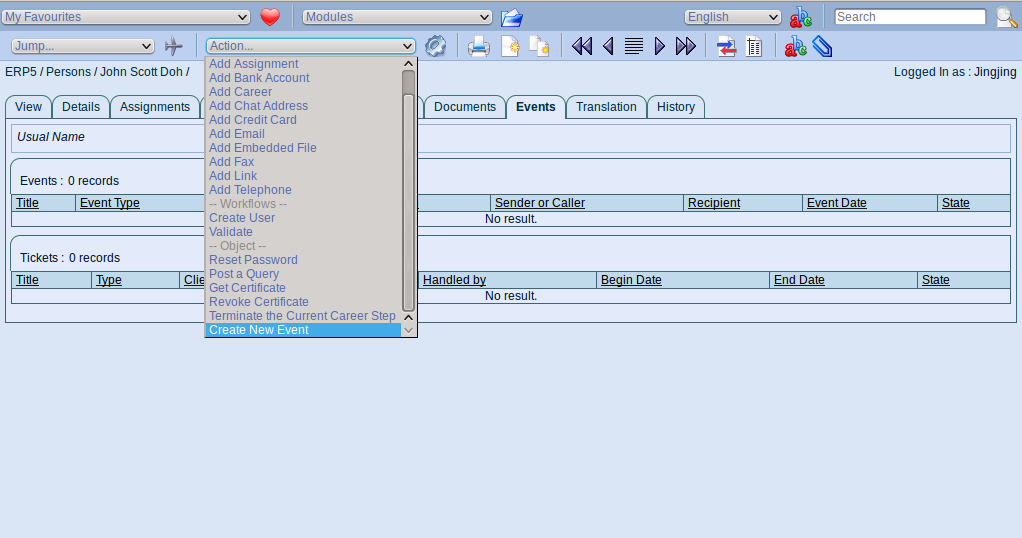 My Favourites Modules English Search
Jump... Action...
ERP5 / Persons / John Scott Doh / Logged In as : Jingjing
View Details Assignments Documents Events Translation History
Usual Name
Add Assignment
Add Bank Account
Add Career
Add Chat Address
Add Credit Card
Add Email
Add Embedded File
Add Fax
Add Link
Add Telephone
-- Workflows --
Create User
Validate
-- Object --
Reset Password
Post a Query
Get Certificate
Revoke Certificate
Terminate the Current Career Step
Create New Event
Events : 0 records
Title Event Type Sender or Caller Recipient Event Date State
No result.
Tickets : 0 records
Title Type Clie Handled by Begin Date End Date State
No result.